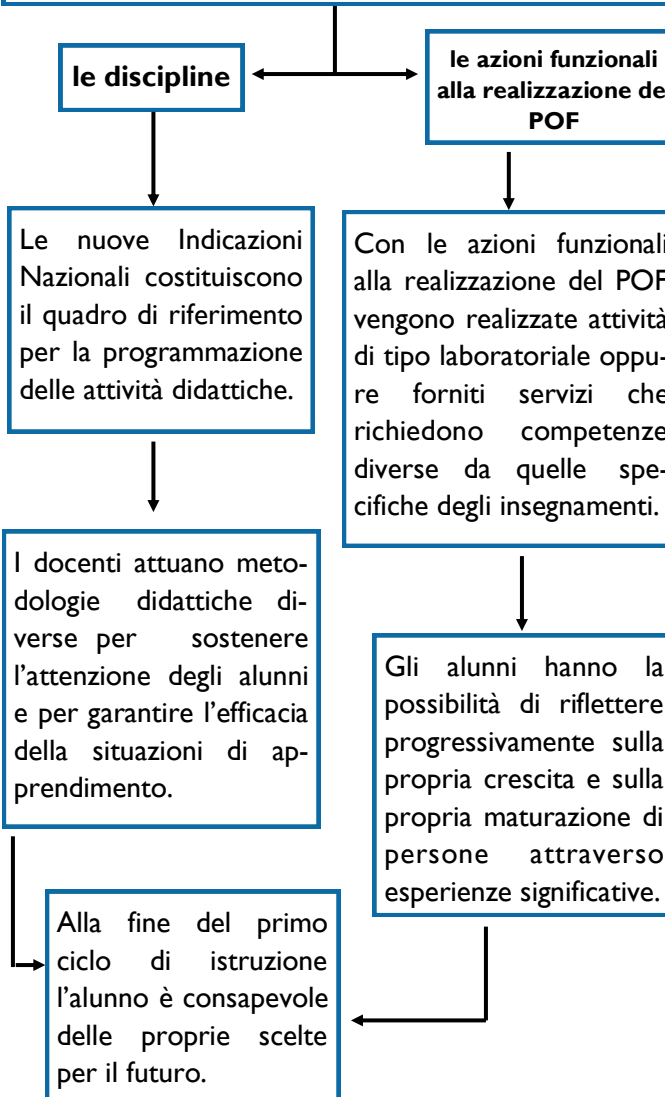 le discipline
le azioni funzionali
alla realizzazione de
POF
Le nuove Indicazioni
Nazionali costituiscono
il quadro di riferimento
per la programmazione
delle attività didattiche.
Con le azioni funzionali
alla realizzazione del POF
vengono realizzate attività
di tipo laboratoriale oppu-
re forniti servizi che
richiedono competenze
diverse da quelle spe-
cifiche degli insegnamenti.
I docenti attuano meto-
dologie didattiche di-
verse per sostenere
l’attenzione degli alunni
e per garantire l’efficacia
della situazioni di ap-
prendimento.
Gli alunni hanno la
possibilità di riflettere
progressivamente sulla
propria crescita e sulla
propria maturazione di
persone attraverso
esperienze significative.
Alla fine del primo
ciclo di istruzione
l’alunno è consapevole
delle proprie scelte
per il futuro.